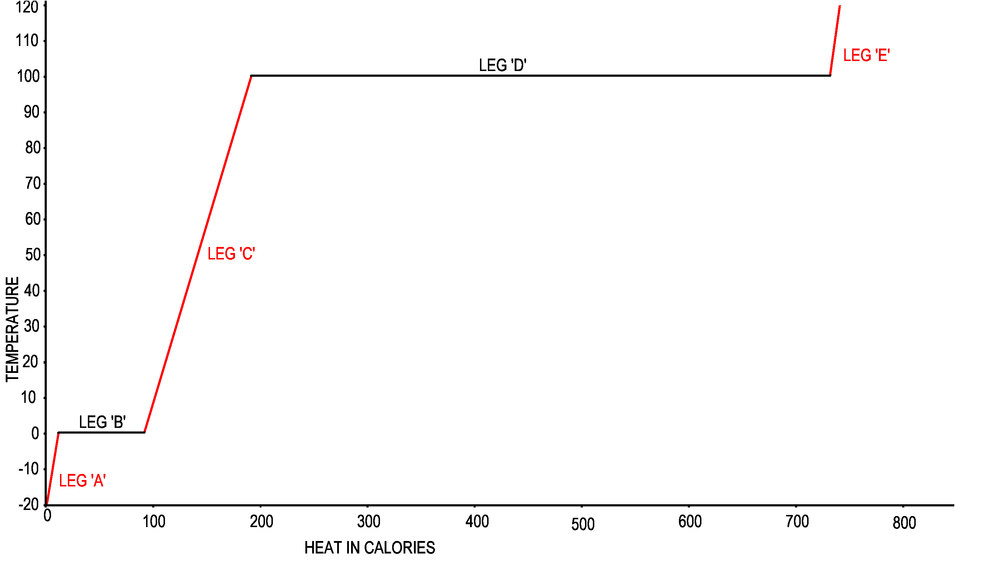 120
110
100
90
80
70
60
50
40
30
20
10
0
-10
-20
TEMPERATURE
LEG 'A'
LEG 'B'
LEG 'C'
LEG 'D'
LEG 'E'
0 100 200 300 400 500 600 700 800
HEAT IN CALORIES